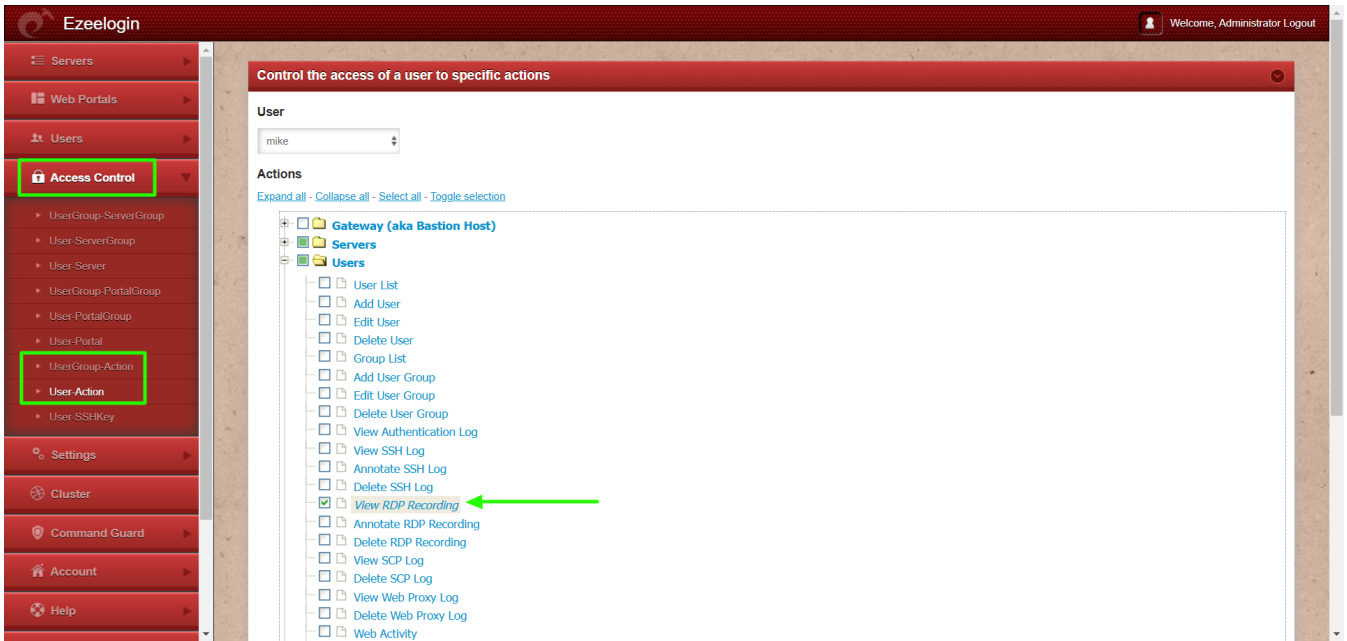 Ezeelogin
Welcome, Administrator Logout
Servers
Web Portals
Users
Access Control
UserGroup-ServerGroup
User-ServerGroup
User-Server
UserGroup-PortalGroup
User-PortalGroup
User-Portal
UserGroup-Action
User-Action
User-SSHKey
Settings
Cluster
Command Guard
Account
Help
Control the access of a user to specific actions
User
mike
Actions
Expand all - Collapse all - Select all - Toggle selection
Gateway (aka Bastion Host)
Servers
Users
User List
Add User
Edit User
Delete User
Group List
Add User Group
Edit User Group
Delete User Group
View Authentication Log
View SSH Log
Annotate SSH Log
Delete SSH Log
View RDP Recording
Annotate RDP Recording
Delete RDP Recording
View SCP Log
Delete SCP Log
View Web Proxy Log
Delete Web Proxy Log
Web Activity